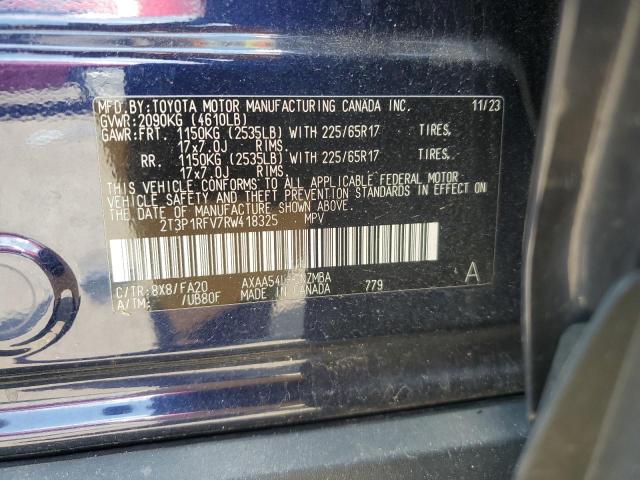 MFD.BY:TOYOTA MOTOR MANUFACTURING CANADA INC. 11/23
GVWR:2090KG (4610LB)
GAWR:FRT. 1150KG (2535LB) WITH 225/65R17 TIRES,
17x7.0J RIMS.
RR. 1150KG (2535LB) WITH 225/65R17 TIRES,
17x7.0J RIMS.
THIS VEHICLE CONFORMS TO ALL APPLICABLE FEDERAL MOTOR
VEHICLE SAFETY AND THEFT PREVENTION STANDARDS IN EFFECT ON
THE DATE OF MANUFACTURE SHOWN ABOVE.
2T3P1RFV7RW418325 MPV
C/TR:8X8/FA20
A/TM: /UB80F
MADE IN CANADA 779 A